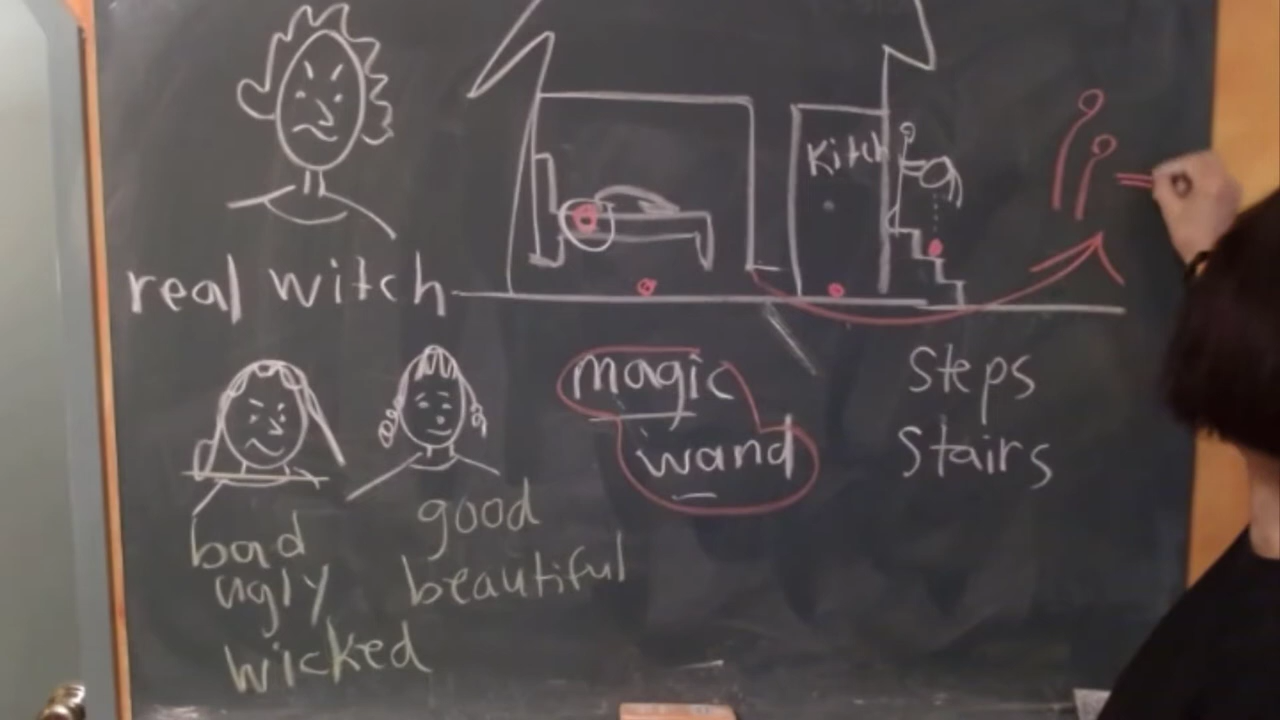 Kitch
real witch
magic
wand
Steps
Stairs
good
beautiful
bad
ugly
wicked